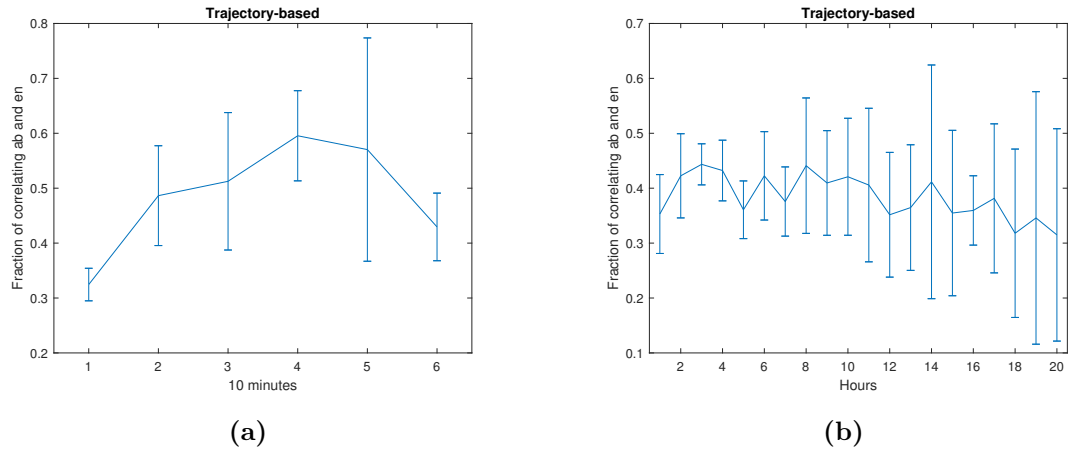 Trajectory-based
Fraction of correlating ab and en
0.8
0.7
0.6
0.5
0.4
0.3
0.2
1 2 3 4 5 6
10 minutes
(a)
Trajectory-based
Fraction of correlating ab and en
0.7
0.6
0.5
0.4
0.3
0.2
0.1
2 4 6 8 10 12 14 16 18 20
Hours
(b)